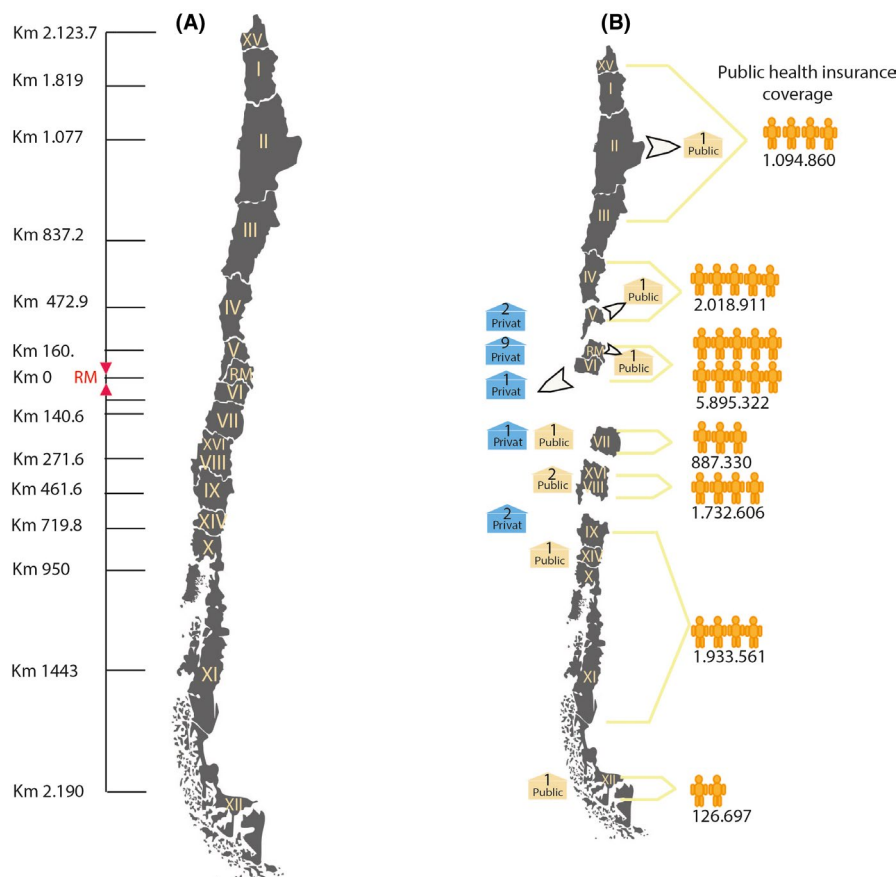 (A)
Km 2.123.7
Km 1.819
Km 1.077
Km 837.2
Km 472.9
Km 160.
Km 0 RM
Km 140.6
Km 271.6
Km 461.6
Km 719.8
Km 950
Km 1443
Km 2.190
XV
I
II
III
IV
V
RM
VI
VII
XVI
VIII
IX
XIV
X
XI
XII
(B)
Public health insurance
coverage
XV
I
II
1
Public
1.094.860
III
IV
1
Public
2.018.911
V
2
Privat
9
Privat
RM
1
Public
VI
1
Privat
5.895.322
1
Privat
1
Public
VII
887.330
2
Public
XVI
VIII
1.732.606
2
Privat
IX
1
Public
XIV
X
1.933.561
XI
1
Public
XII
126.697